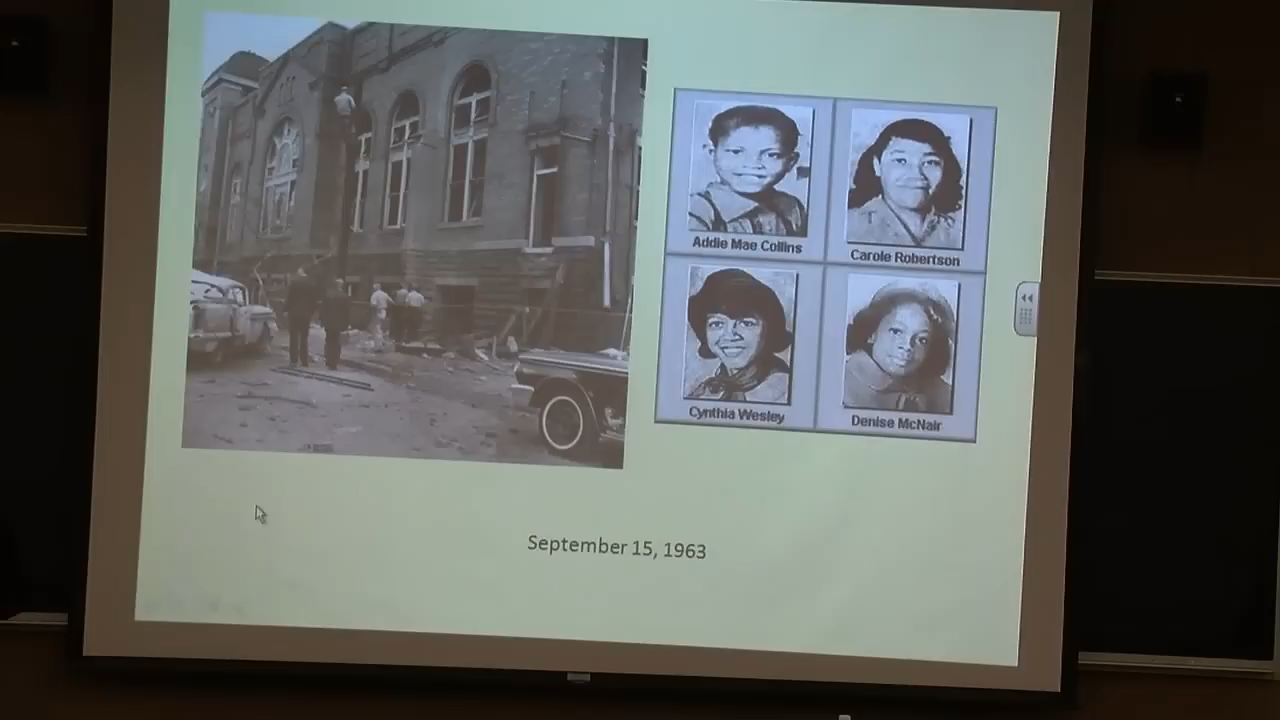 Addie Mae Collins
Carole Robertson
Cynthia Wesley
Denise McNair
September 15, 1963